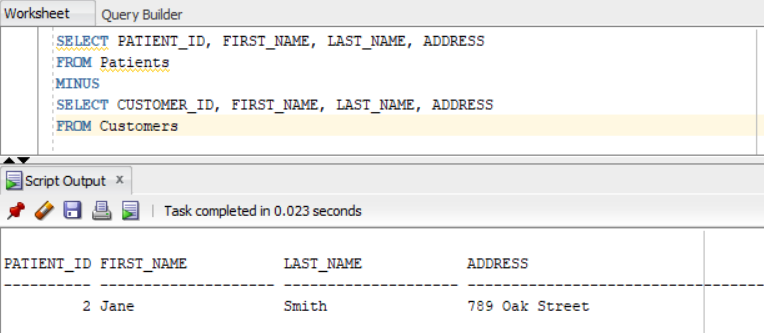 Worksheet Query Builder
SELECT PATIENT_ID, FIRST_NAME, LAST_NAME, ADDRESS
FROM Patients
MINUS
SELECT CUSTOMER_ID, FIRST_NAME, LAST_NAME, ADDRESS
FROM Customers
Script Output x
Task completed in 0.023 seconds
PATIENT_ID FIRST_NAME LAST_NAME ADDRESS
---------- -------------------- -------------------- ------------------------------
2 Jane Smith 789 Oak Street